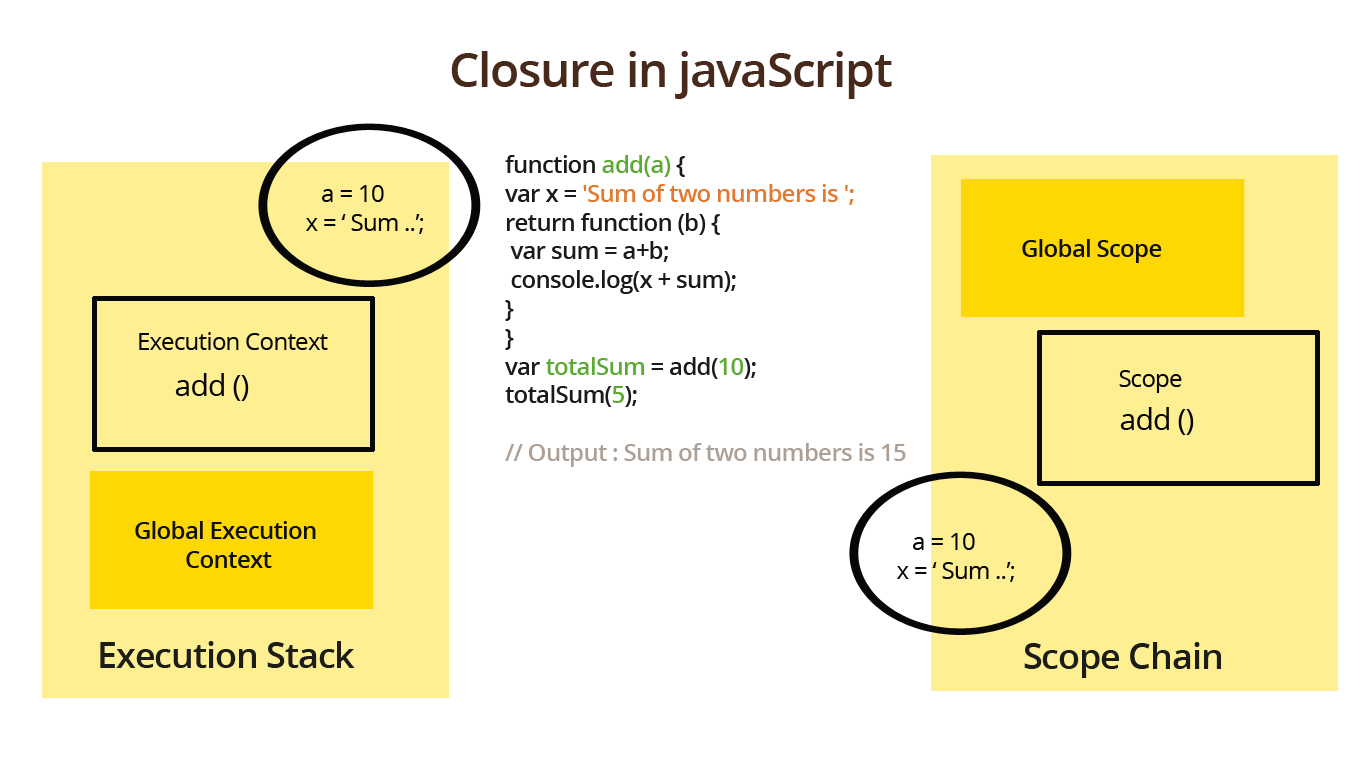 Closure in javaScript
a = 10
x = ‘ Sum ..’;
Execution Context
add ()
Global Execution
Context
Execution Stack
function add(a) {
var x = 'Sum of two numbers is ';
return function (b) {
var sum = a+b;
console.log(x + sum);
}
}
var totalSum = add(10);
totalSum(5);
// Output : Sum of two numbers is 15
Global Scope
Scope
add ()
a = 10
x = ‘ Sum ..’;
Scope Chain